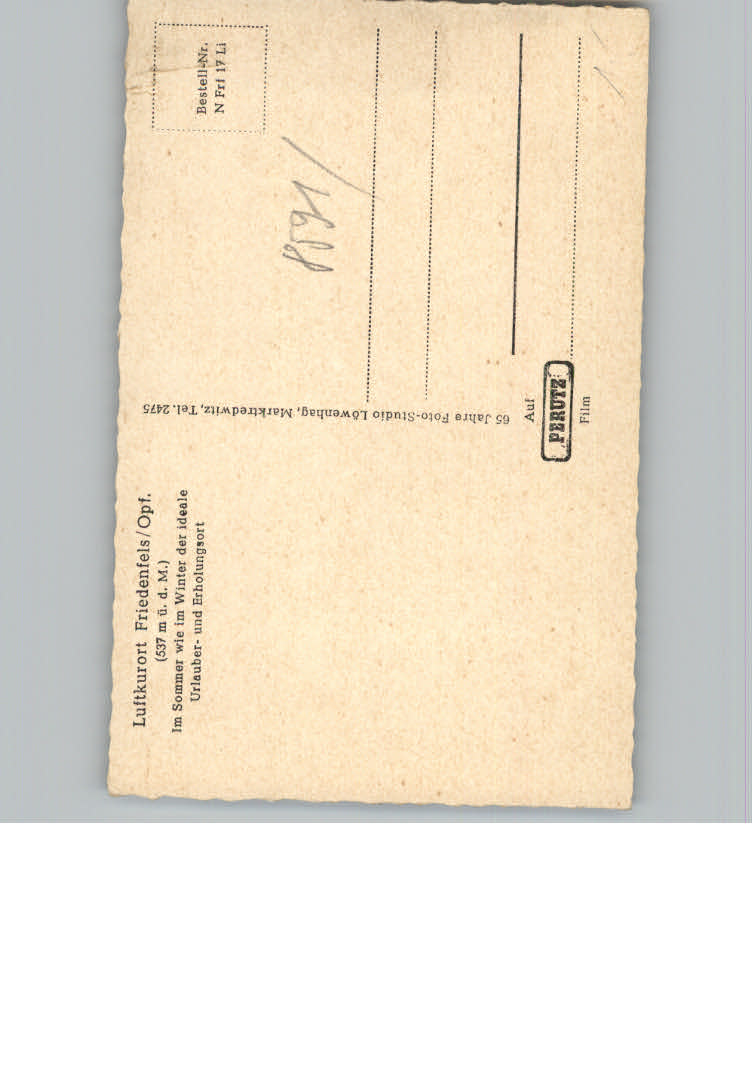 Luftkurort Friedenfels/Opf.
(537 m ü. d. M.)
Im Sommer wie im Winter der ideale
Urlauber- und Erholungsort
65 Jahre Foto-Studio Löwenhag, Marktredwitz, Tel. 2475
Bestell-Nr.
N Frf 17 Li
8591/
Auf
"PERUTZ"
Film